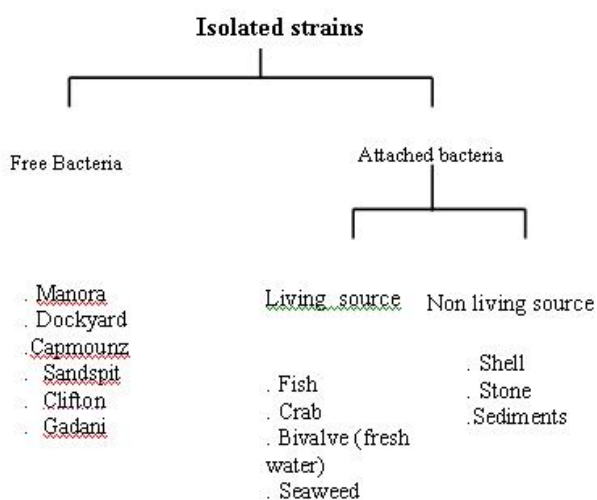 Isolated strains
Free Bacteria
Attached bacteria
. Manora
. Dockyard
.Capmounz
. Sandspit
. Clifton
. Gadani
Living source
. Fish
. Crab
. Bivalve (fresh
water)
. Seaweed
Non living source
. Shell
. Stone
.Sediments